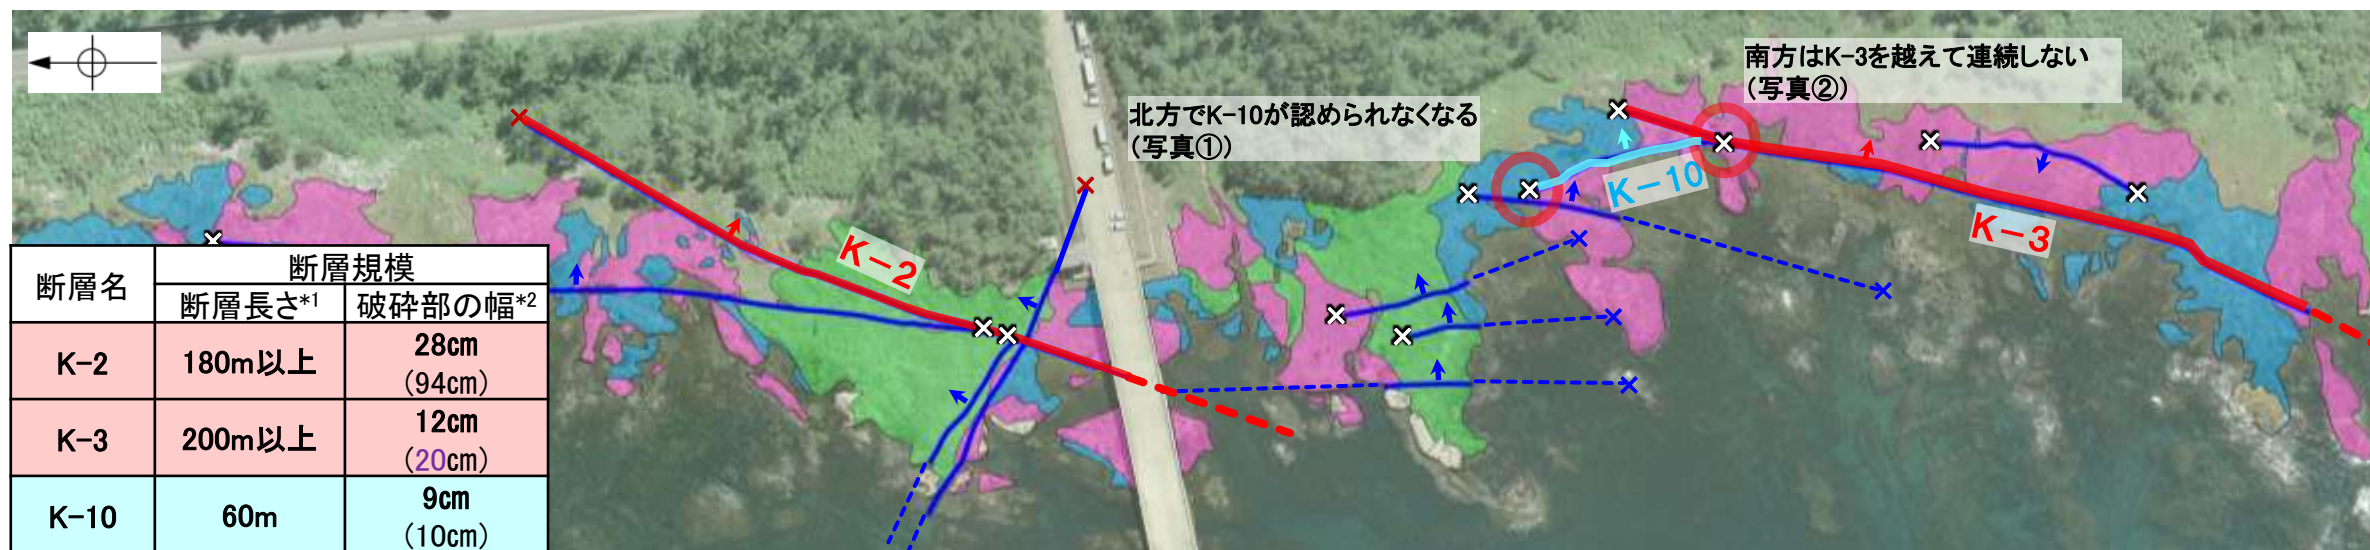 南方はK-3を越えて連続しない
（写真②）
北方でK-10が認められなくなる
（写真①）
K-10
K-2
K-3
断層名 断層規模
断層長さ*1 破砕部の幅*2
K-2 180m以上 28cm
（94cm）
K-3 200m以上 12cm
（20cm）
K-10 60m 9cm
（10cm）